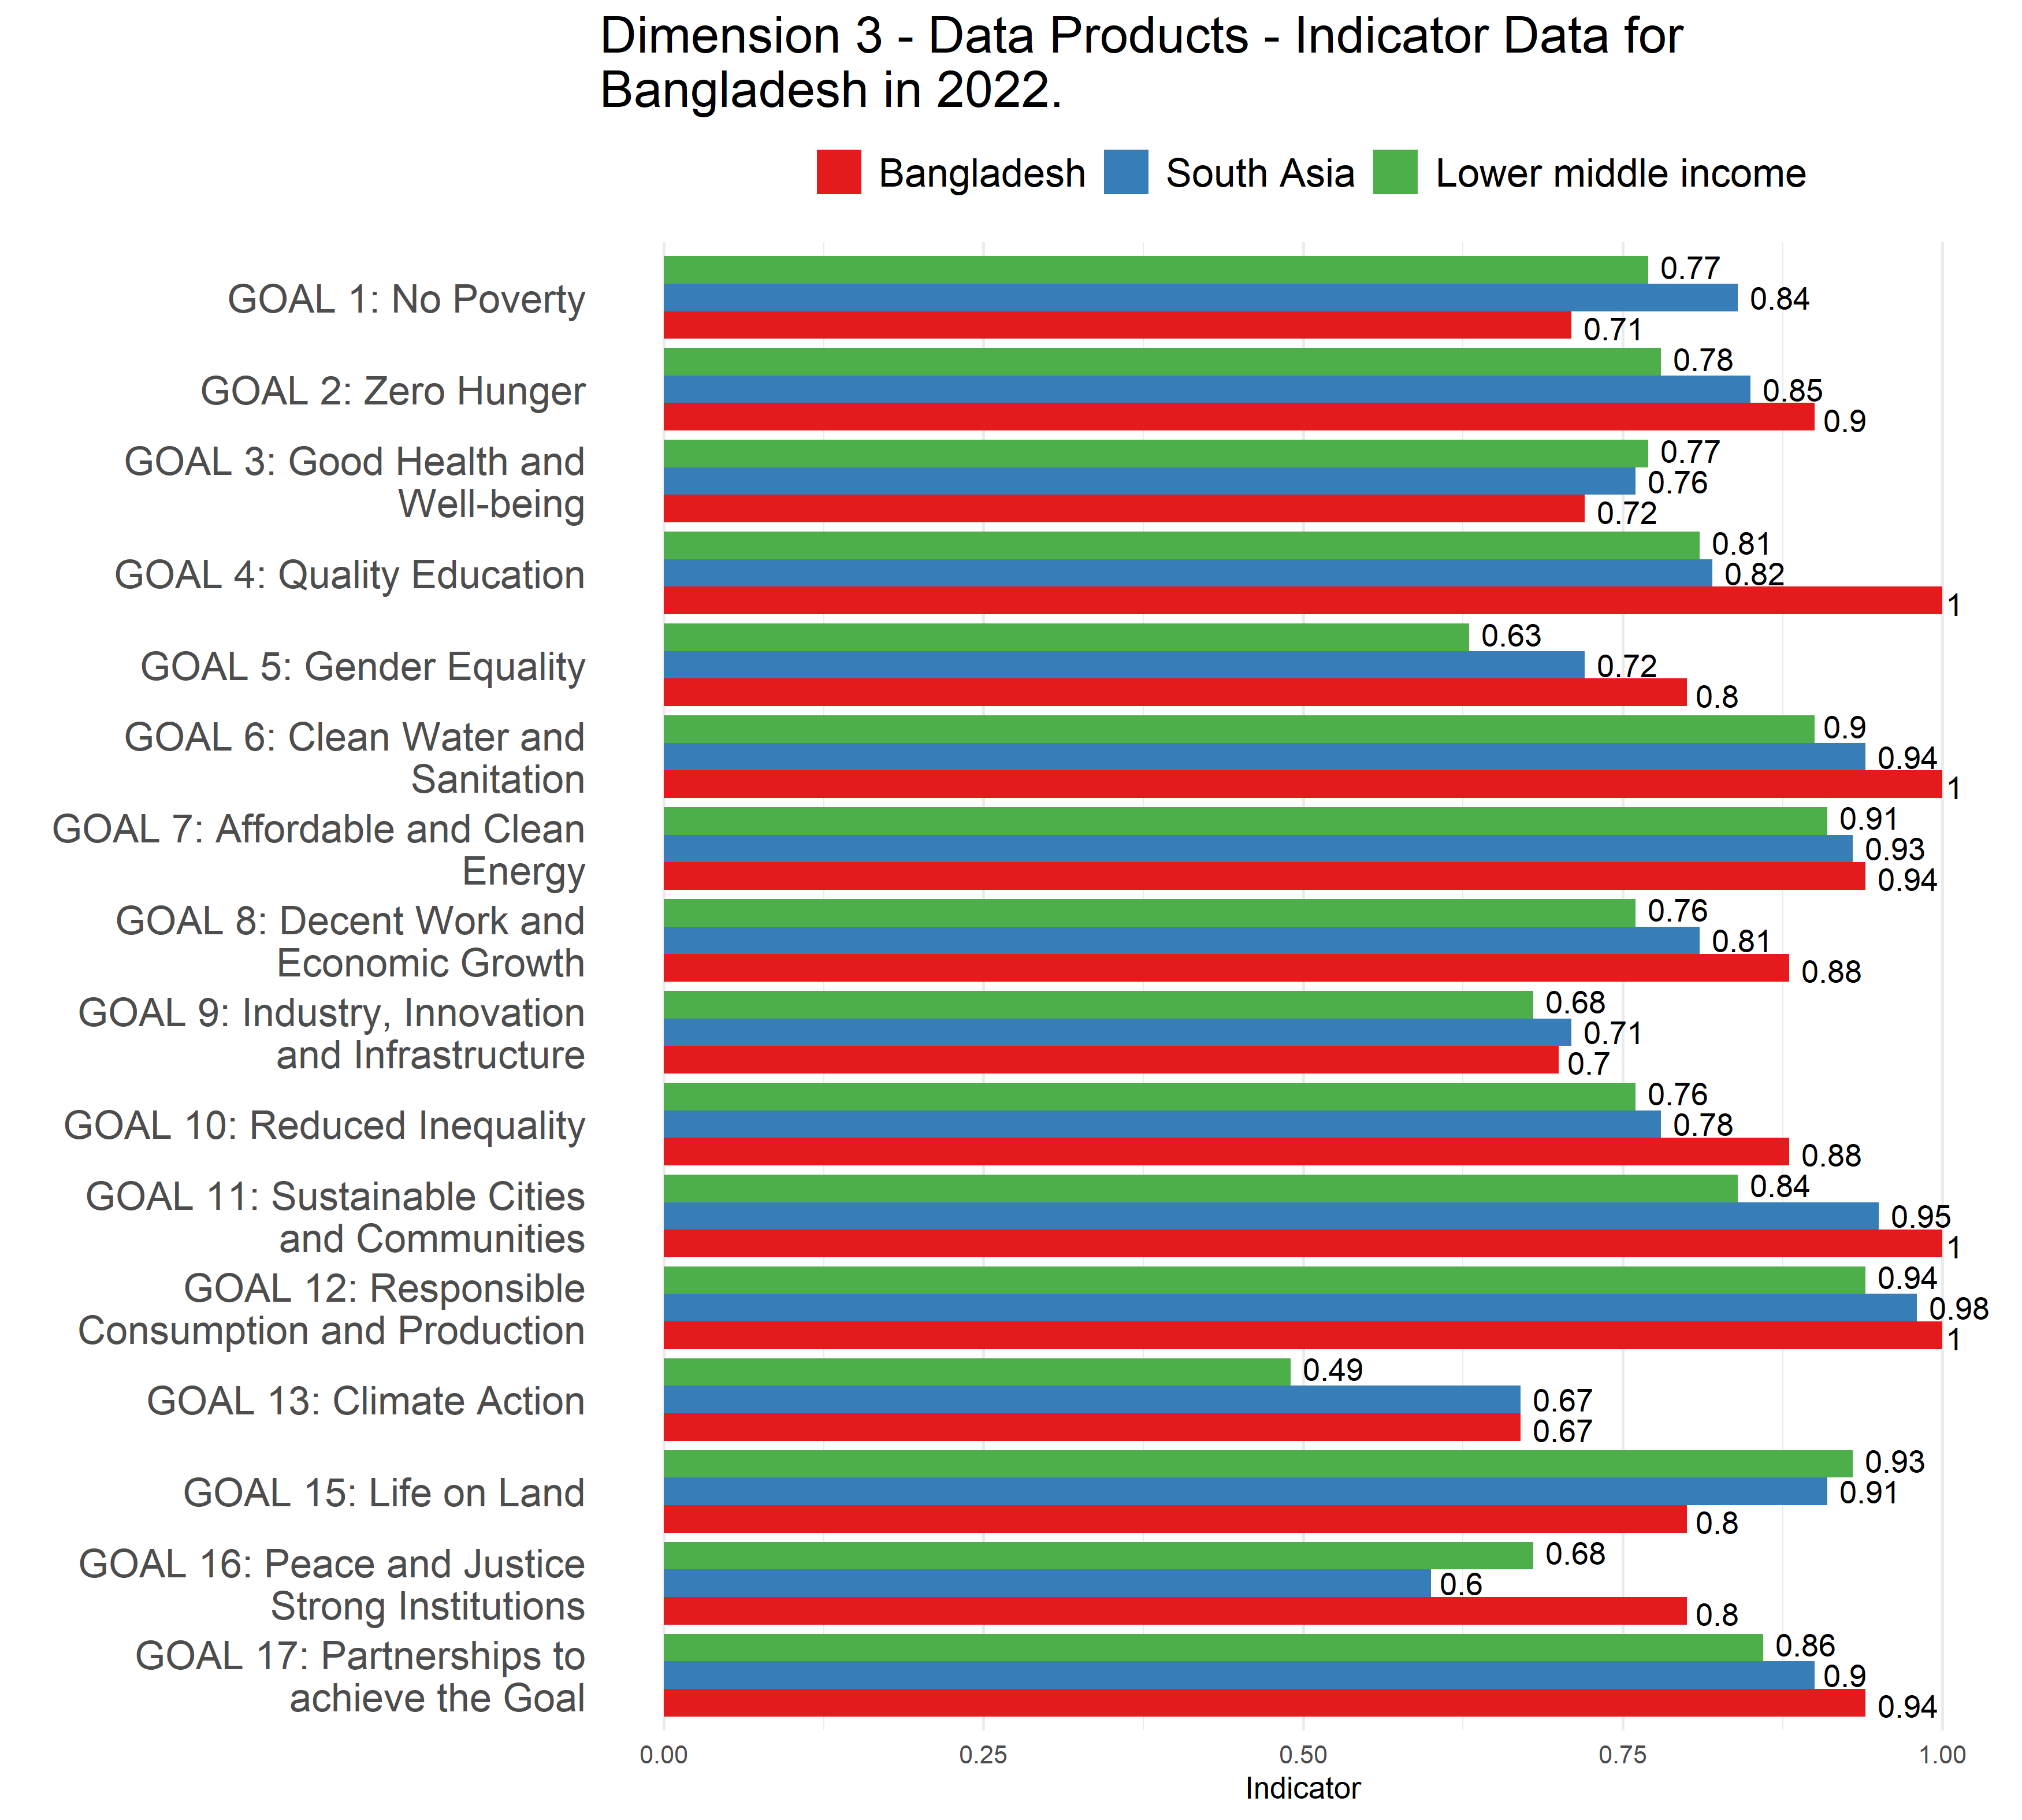 Dimension 3 - Data Products - Indicator Data for
Bangladesh in 2022.
Bangladesh South Asia Lower middle income
GOAL 1: No Poverty
0.77
0.84
0.71
GOAL 2: Zero Hunger
0.78
0.85
0.9
GOAL 3: Good Health and
Well-being
0.77
0.76
0.72
GOAL 4: Quality Education
0.81
0.82
1
GOAL 5: Gender Equality
0.63
0.72
0.8
GOAL 6: Clean Water and
Sanitation
0.9
0.94
1
GOAL 7: Affordable and Clean
Energy
0.91
0.93
0.94
GOAL 8: Decent Work and
Economic Growth
0.76
0.81
0.88
GOAL 9: Industry, Innovation
and Infrastructure
0.68
0.71
0.7
GOAL 10: Reduced Inequality
0.76
0.78
0.88
GOAL 11: Sustainable Cities
and Communities
0.84
0.95
1
GOAL 12: Responsible
Consumption and Production
0.94
0.98
1
GOAL 13: Climate Action
0.49
0.67
0.67
GOAL 15: Life on Land
0.93
0.91
0.8
GOAL 16: Peace and Justice
Strong Institutions
0.68
0.6
0.8
GOAL 17: Partnerships to
achieve the Goal
0.86
0.9
0.94
0.00 0.25 0.50 0.75 1.00
Indicator